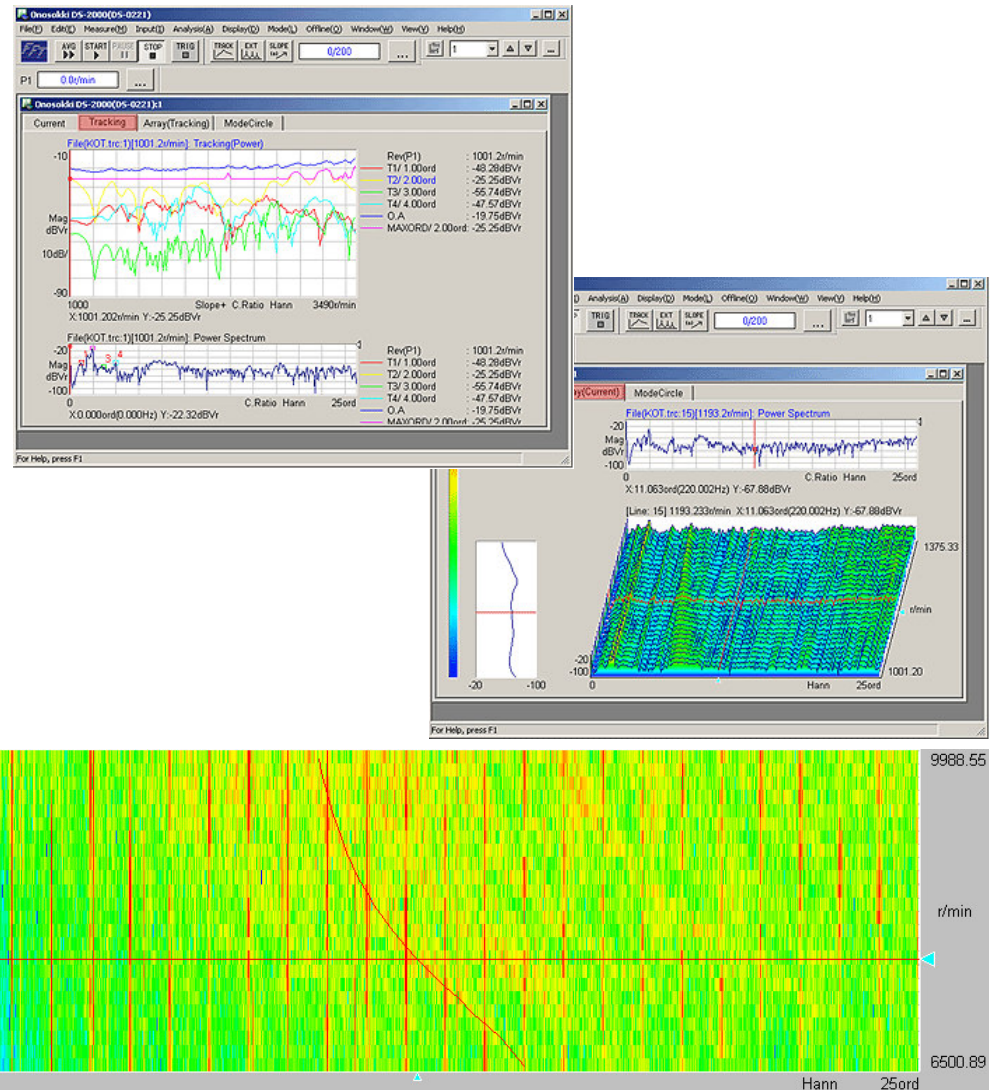 Onosokki DS-2000(DS-0221)
File(F) Edit(E) Measure(M) Input(I) Analysis(A) Display(D) Mode(L) Offline(O) Window(W) View(V) Help(H)
FFT AVG START PAUSE STOP TRIG TRACK EXT SLOPE 0/200 ... 1 ...
P1 0.0r/min ...
Onosokki DS-2000(DS-0221):1
Current Tracking Array(Tracking) ModeCircle
File(KOT.trc:1)[1001.2r/min]: Tracking(Power)
-10
Mag
dBVr
10dB/
-90
1000 Slope+ C.Ratio Hann 3490r/min
X:1001.202r/min Y:-25.25dBVr
Rev(P1) : 1001.2r/min
T1/ 1.00ord : -48.28dBVr
T2/ 2.00ord : -25.25dBVr
T3/ 3.00ord : -55.74dBVr
T4/ 4.00ord : -47.57dBVr
O.A : -19.75dBVr
MAXORD/ 2.00ord: -25.25dBVr
File(KOT.trc:1)[1001.2r/min]: Power Spectrum
-20
Mag
dBVr
-100
3 4
0 C.Ratio Hann 25ord
X:0.000ord(0.000Hz) Y:-22.32dBVr
Rev(P1) : 1001.2r/min
T1/ 1.00ord : -48.28dBVr
T2/ 2.00ord : -25.25dBVr
T3/ 3.00ord : -55.74dBVr
T4/ 4.00ord : -47.57dBVr
O.A : -19.75dBVr
MAXORD/ 2.00ord: -25.25dBVr
For Help, press F1
Analysis(A) Display(D) Mode(L) Offline(O) Window(W) View(V) Help(H)
TRIG TRACK EXT SLOPE 0/200 ... 1 ...
ay(Current) ModeCircle
File(KOT.trc:15)[1193.2r/min]: Power Spectrum
-20
Mag
dBVr
-100
0 C.Ratio Hann 25ord
X:11.063ord(220.002Hz) Y:-67.88dBVr
[Line: 15] 1193.233r/min X:11.063ord(220.002Hz) Y:-67.88dBVr
1375.33
r/min
-20
-100
1001.20
0 Hann 25ord
-20 -100
For Help, press F1
9988.55
r/min
6500.89
Hann 25ord